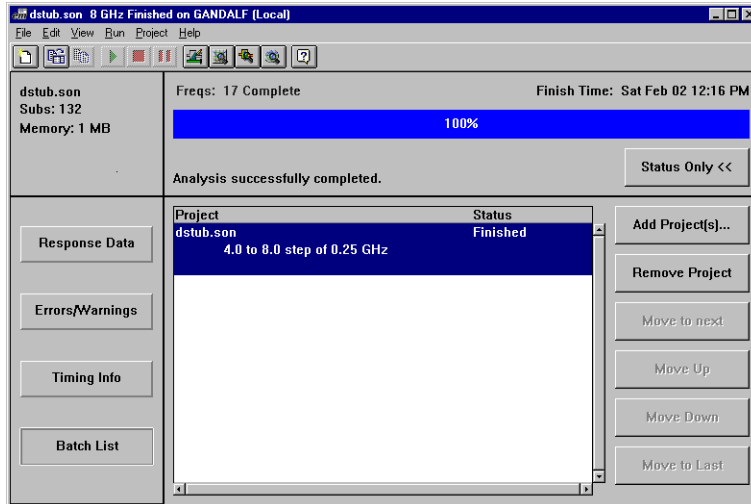 dstub.son 8 GHz Finished on GANDALF (Local)
File Edit View Run Project Help
dstub.son
Subs: 132
Memory: 1 MB
Freqs: 17 Complete
Finish Time: Sat Feb 02 12:16 PM
100%
Analysis successfully completed.
Status Only <<
Response Data
Errors/Warnings
Timing Info
Batch List
Project Status
dstub.son Finished
4.0 to 8.0 step of 0.25 GHz
Add Project(s)...
Remove Project
Move to next
Move Up
Move Down
Move to Last